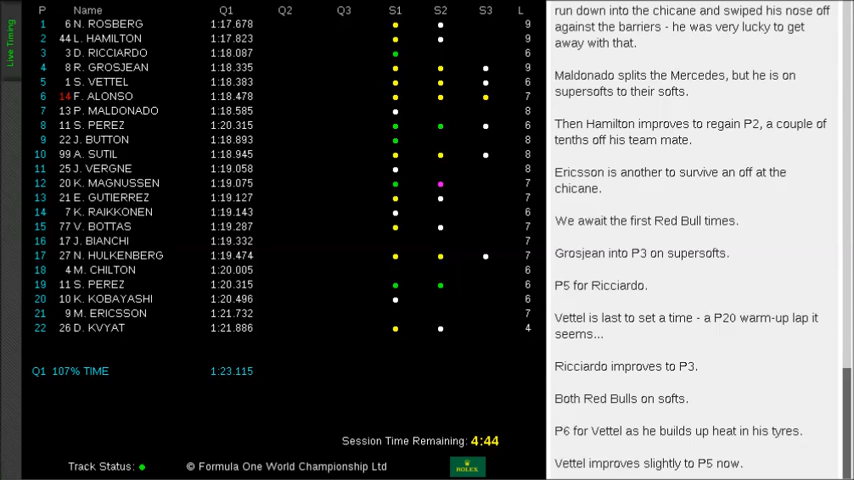 Live Timing
P Name Q1 Q2 Q3 S1 S2 S3 L
1 6 N. ROSBERG 1:17.678 9
2 44 L. HAMILTON 1:17.823 9
3 3 D. RICCIARDO 1:18.087 6
4 8 R. GROSJEAN 1:18.335 9
5 1 S. VETTEL 1:18.383 6
6 14 F. ALONSO 1:18.478 7
7 13 P. MALDONADO 1:18.585 8
8 11 S. PEREZ 1:20.315 6
9 22 J. BUTTON 1:18.893 8
10 99 A. SUTIL 1:18.945 8
11 25 J. VERGNE 1:19.058 8
12 20 K. MAGNUSSEN 1:19.075 7
13 21 E. GUTIERREZ 1:19.127 6
14 7 K. RAIKKONEN 1:19.143 6
15 77 V. BOTTAS 1:19.287 7
16 17 J. BIANCHI 1:19.332 7
17 27 N. HULKENBERG 1:19.474 7
18 4 M. CHILTON 1:20.005 6
19 11 S. PEREZ 1:20.315 6
20 10 K. KOBAYASHI 1:20.496 6
21 9 M. ERICSSON 1:21.732 7
22 26 D. KVYAT 1:21.886 4
Q1 107% TIME 1:23.115
Session Time Remaining: 4:44
Track Status: © Formula One World Championship Ltd
ROLEX
run down into the chicane and swiped his nose off
against the barriers - he was very lucky to get
away with that.
Maldonado splits the Mercedes, but he is on
supersofts to their softs.
Then Hamilton improves to regain P2, a couple of
tenths off his team mate.
Ericsson is another to survive an off at the
chicane.
We await the first Red Bull times.
Grosjean into P3 on supersofts.
P5 for Ricciardo.
Vettel is last to set a time - a P20 warm-up lap it
seems...
Ricciardo improves to P3.
Both Red Bulls on softs.
P6 for Vettel as he builds up heat in his tyres.
Vettel improves slightly to P5 now.